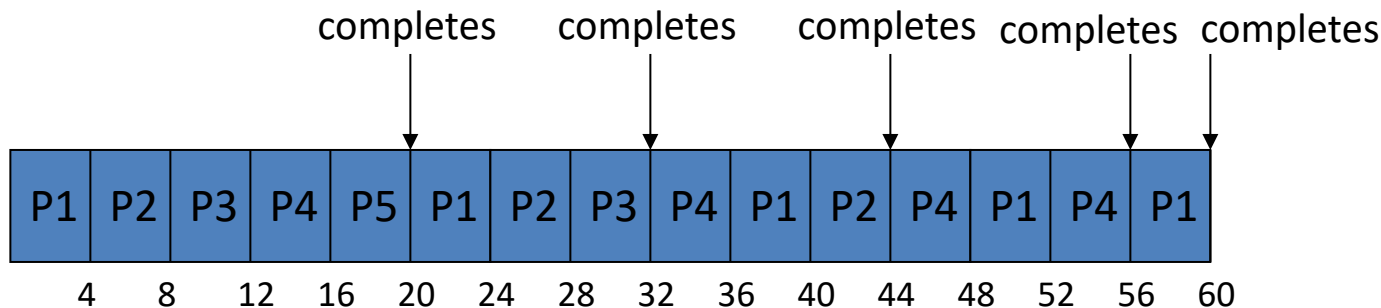 completes completes completes completes completes
P1 P2 P3 P4 P5 P1 P2 P3 P4 P1 P2 P4 P1 P4 P1
4 8 12 16 20 24 28 32 36 40 44 48 52 56 60